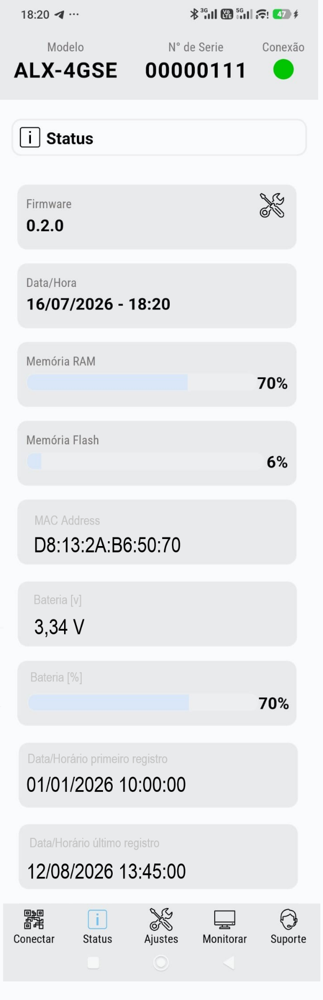 18:20 ...
3G VO LTE 5G 47
Modelo N° de Serie Conexão
ALX-4GSE 00000111
i Status
Firmware
0.2.0
Data/Hora
16/07/2026 - 18:20
Memória RAM
70%
Memória Flash
6%
MAC Address
D8:13:2A:B6:50:70
Bateria [v]
3,34 V
Bateria [%]
70%
Data/Horário primeiro registro
01/01/2026 10:00:00
Data/Horário último registro
12/08/2026 13:45:00
Conectar Status Ajustes Monitorar Suporte